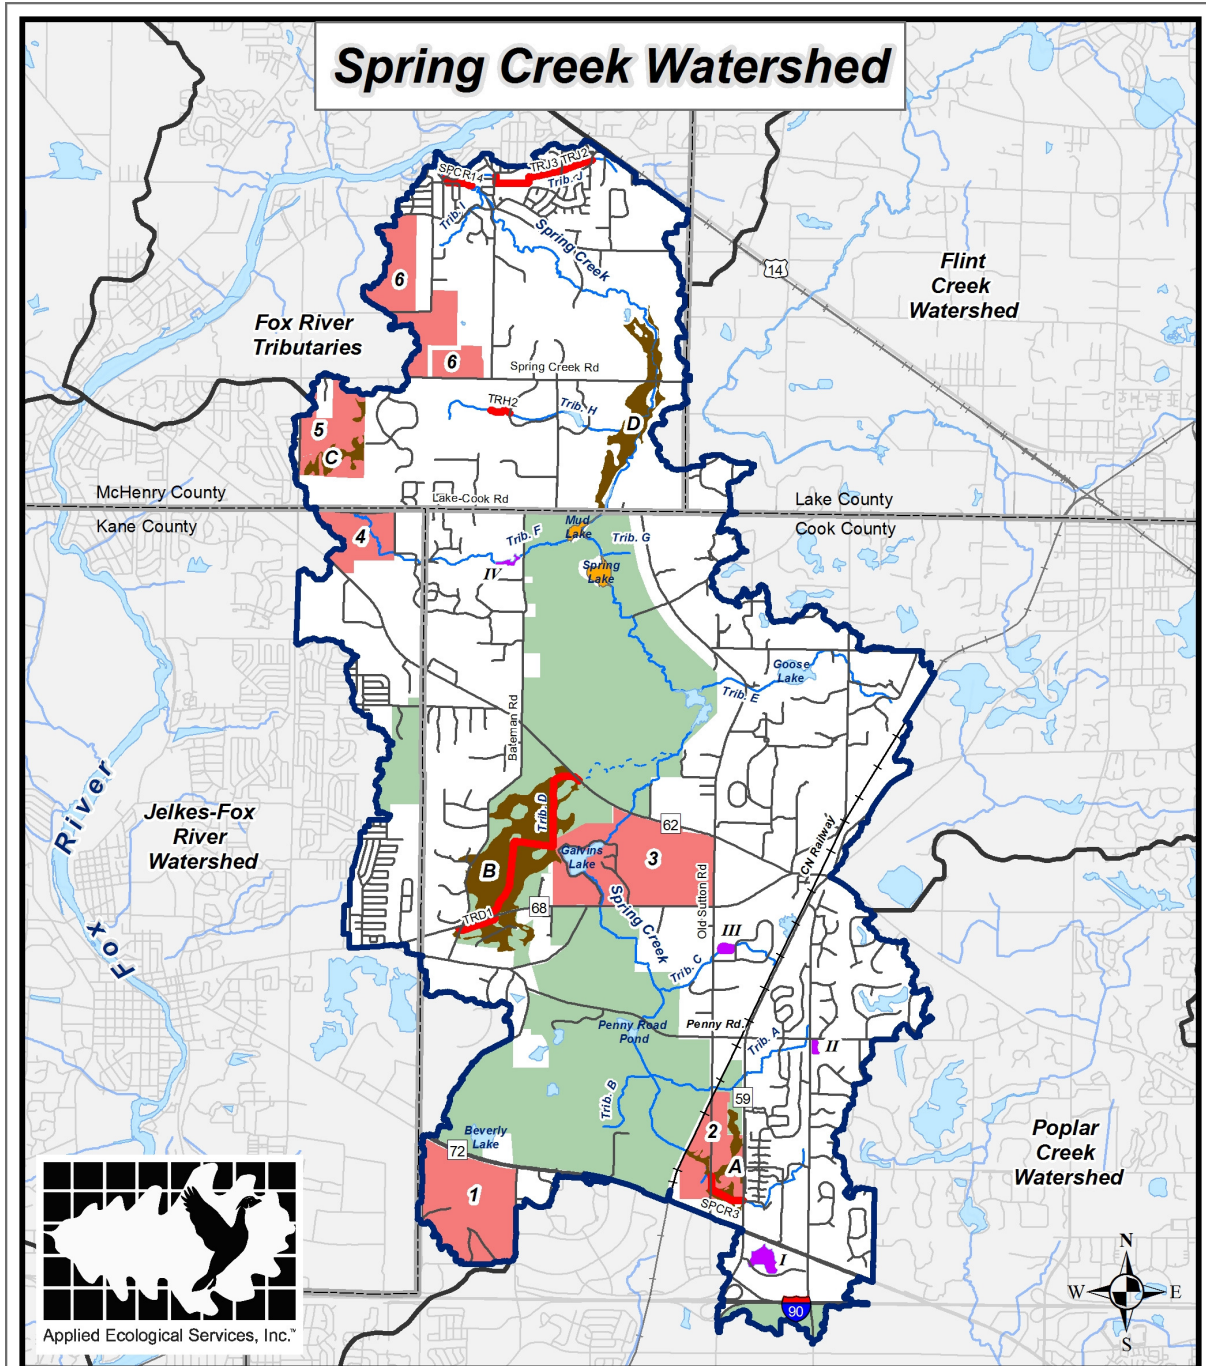 Spring Creek Watershed
SPCR14
TRJ3
TRJ2
Trib. J
Trib. I
Spring Creek
6
14
Flint
Creek
Watershed
Fox River
Tributaries
6
Spring Creek Rd
TRH2
Trib. H
D
5
C
McHenry County
Lake-Cook Rd
Lake County
Kane County
Cook County
4
Trib. F
Mud
Lake
Trib. G
IV
Spring
Lake
Goose
Lake
Trib. E
Bateman Rd
Fox River
Jelkes-Fox
River
Watershed
Trib. D
62
CN Railway
Galvins
Lake
3
B
Old Sutton Rd
68
TRD1
Spring Creek
III
Trib. C
Penny Road
Pond
Penny Rd.
Trib. A
II
Trib. B
59
Beverly
Lake
72
2
A
Poplar
Creek
Watershed
1
SPCR3
I
90
N
W
E
S
Applied Ecological Services, Inc.™